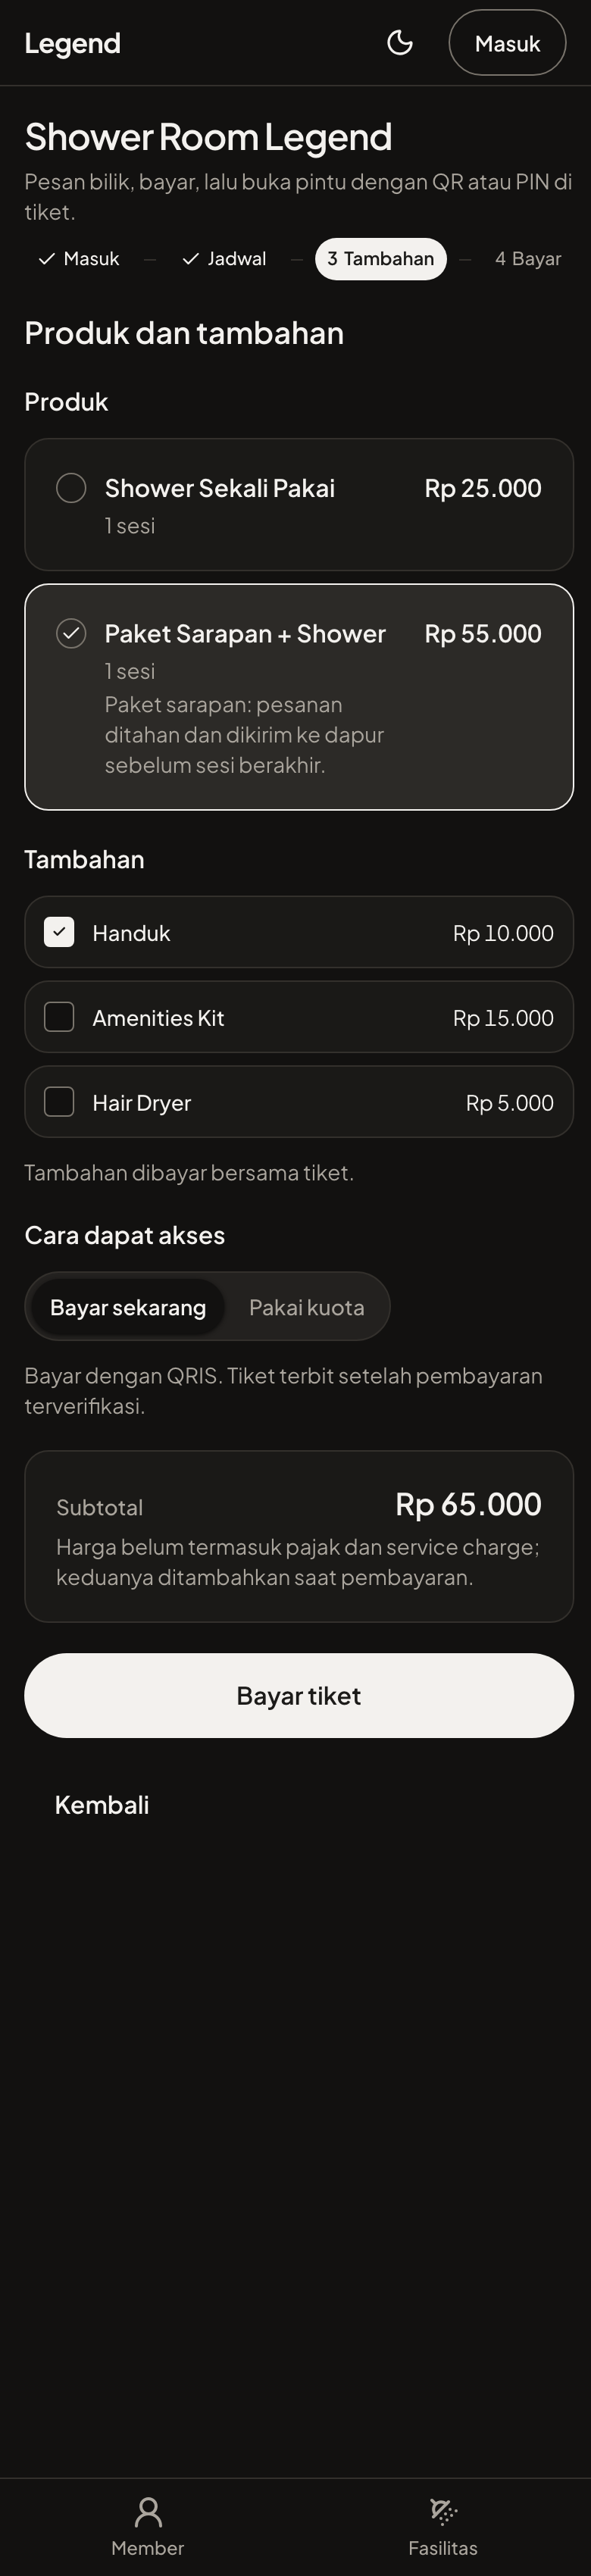 Legend
Masuk
Shower Room Legend
Pesan bilik, bayar, lalu buka pintu dengan QR atau PIN di
tiket.
Masuk — Jadwal — 3 Tambahan — 4 Bayar
Produk dan tambahan
Produk
Shower Sekali Pakai Rp 25.000
1 sesi
Paket Sarapan + Shower Rp 55.000
1 sesi
Paket sarapan: pesanan
ditahan dan dikirim ke dapur
sebelum sesi berakhir.
Tambahan
Handuk Rp 10.000
Amenities Kit Rp 15.000
Hair Dryer Rp 5.000
Tambahan dibayar bersama tiket.
Cara dapat akses
Bayar sekarang Pakai kuota
Bayar dengan QRIS. Tiket terbit setelah pembayaran
terverifikasi.
Subtotal Rp 65.000
Harga belum termasuk pajak dan service charge;
keduanya ditambahkan saat pembayaran.
Bayar tiket
Kembali
Member Fasilitas